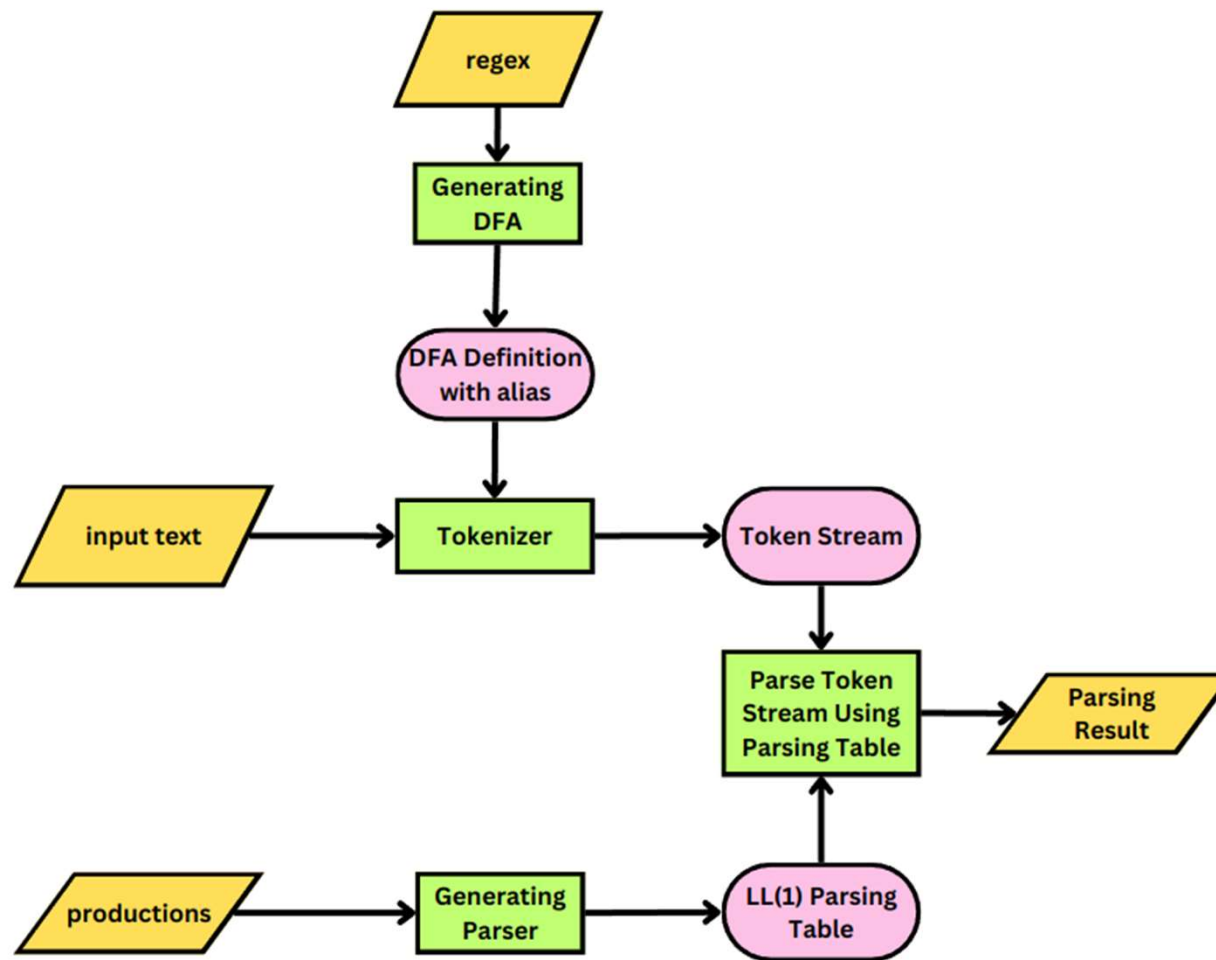 regex
Generating
DFA
DFA Definition
with alias
input text
Tokenizer
Token Stream
Parse Token
Stream Using
Parsing Table
Parsing
Result
productions
Generating
Parser
LL(1) Parsing
Table